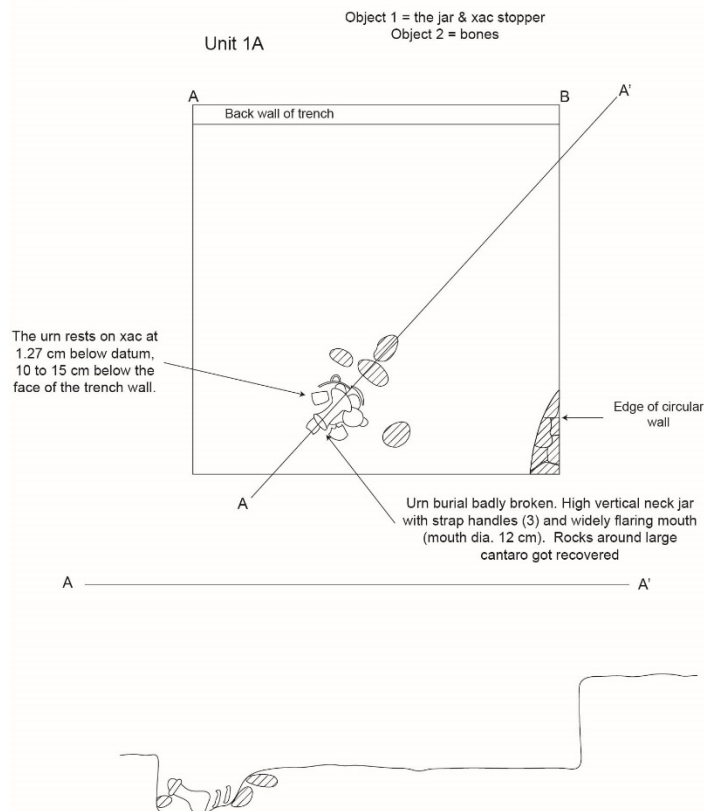 Object 1 = the jar & xac stopper
Object 2 = bones
Unit 1A
A
B
A'
Back wall of trench
The urn rests on xac at
1.27 cm below datum,
10 to 15 cm below the
face of the trench wall.
Edge of circular
wall
A
Urn burial badly broken. High vertical neck jar
with strap handles (3) and widely flaring mouth
(mouth dia. 12 cm). Rocks around large
cantaro got recovered
A
A'